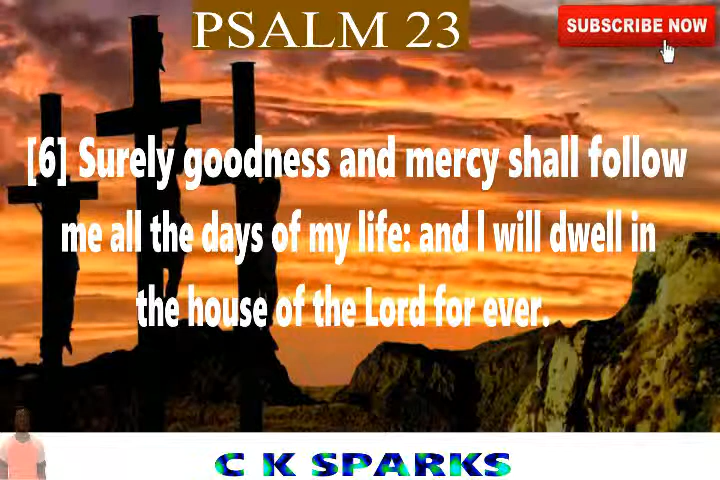 PSALM 23
SUBSCRIBE NOW
[6] Surely goodness and mercy shall follow
me all the days of my life: and I will dwell in
the house of the Lord for ever.
C K SPARKS